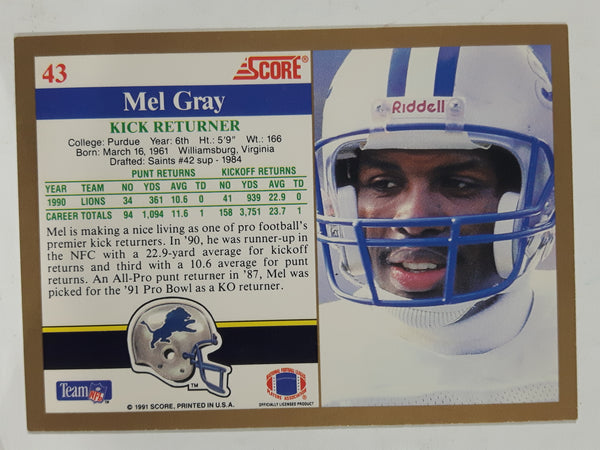 43
SCORE®
Mel Gray
KICK RETURNER
College: Purdue Year: 6th Ht.: 5'9" Wt.: 166
Born: March 16, 1961 Williamsburg, Virginia
Drafted: Saints #42 sup - 1984
PUNT RETURNS KICKOFF RETURNS
YEAR TEAM NO YDS AVG TD NO YDS AVG TD
1990 LIONS 34 361 10.6 0 41 939 22.9 0
CAREER TOTALS 94 1,094 11.6 1 158 3,751 23.7 1
Mel is making a nice living as one of pro football's
premier kick returners. In '90, he was runner-up in
the NFC with a 22.9-yard average for kickoff
returns and third with a 10.6 average for punt
returns. An All-Pro punt returner in '87, Mel was
picked for the '91 Pro Bowl as a KO returner.
TM
Team NFL
NATIONAL FOOTBALL LEAGUE
PLAYERS ASSOCIATION
© 1991 SCORE, PRINTED IN U.S.A.
OFFICIALLY LICENSED PRODUCT
Riddell